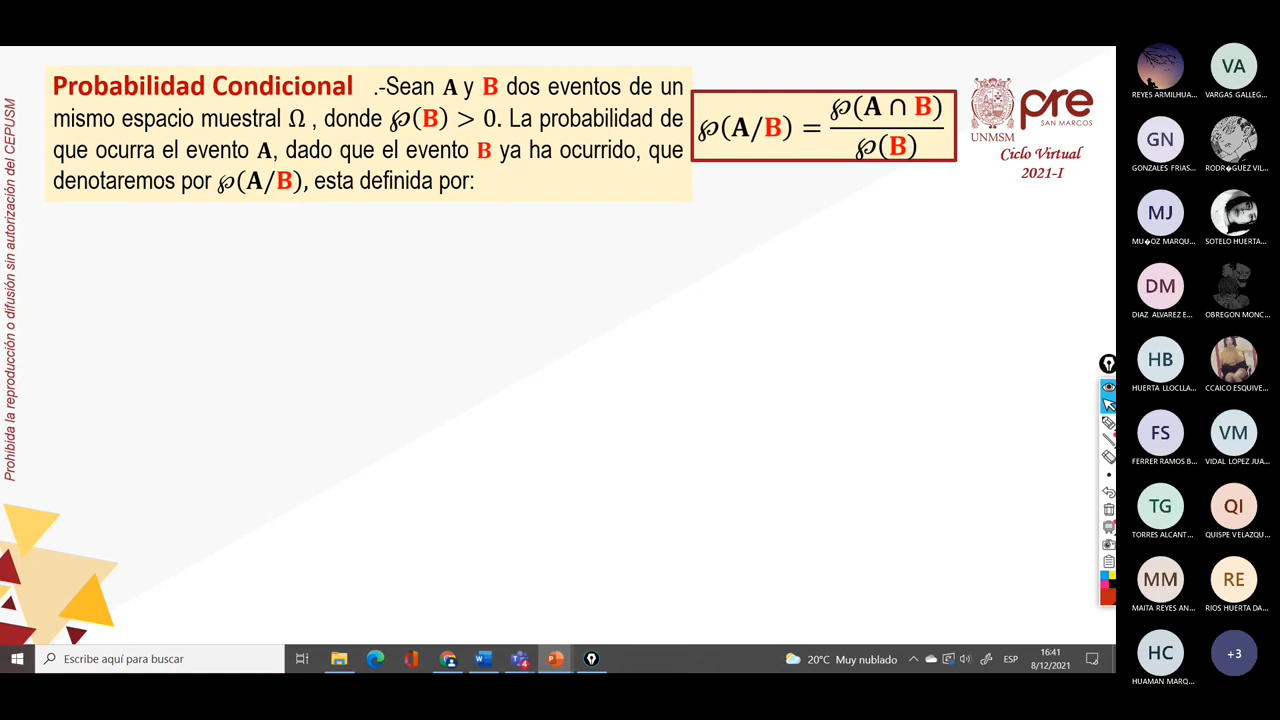 Prohibida la reproducción o difusión sin autorización del CEPUSM
Probabilidad Condicional .-Sean A y B dos eventos de un
mismo espacio muestral Ω , donde ℘(B) > 0. La probabilidad de
que ocurra el evento A, dado que el evento B ya ha ocurrido, que
denotaremos por ℘(A/B), esta definida por:
℘(A/B) = ℘(A ∩ B) / ℘(B)
UNMSM
pre
SAN MARCOS
Ciclo Virtual
2021-I
REYES ARMILHUA...
VA
VARGAS GALLEG...
GN
GONZALES FRIAS...
RODR�GUEZ VIL...
MJ
MU�OZ MARQU...
SOTELO HUERTA...
DM
DIAZ ALVAREZ E...
OBREGON MONC...
HB
HUERTA LLOCLLA...
CCAICO ESQUIVE...
FS
FERRER RAMOS B...
VM
VIDAL LOPEZ JUA...
TG
TORRES ALCANT...
QI
QUISPE VELAZQU...
MM
MAITA REYES AN...
RE
RIOS HUERTA DA...
HC
HUAMAN MARQ...
+3
Escribe aquí para buscar
20°C Muy nublado
ESP
16:41
8/12/2021